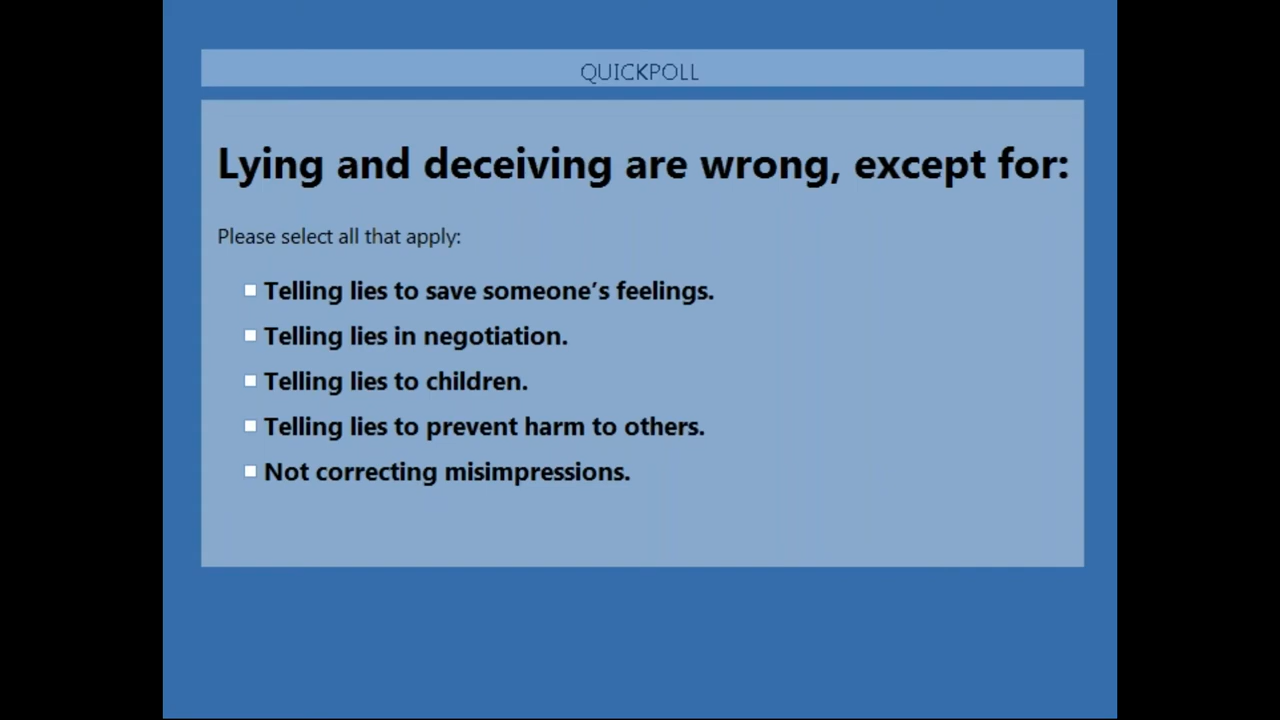 QUICKPOLL
Lying and deceiving are wrong, except for:
Please select all that apply:
Telling lies to save someone’s feelings.
Telling lies in negotiation.
Telling lies to children.
Telling lies to prevent harm to others.
Not correcting misimpressions.